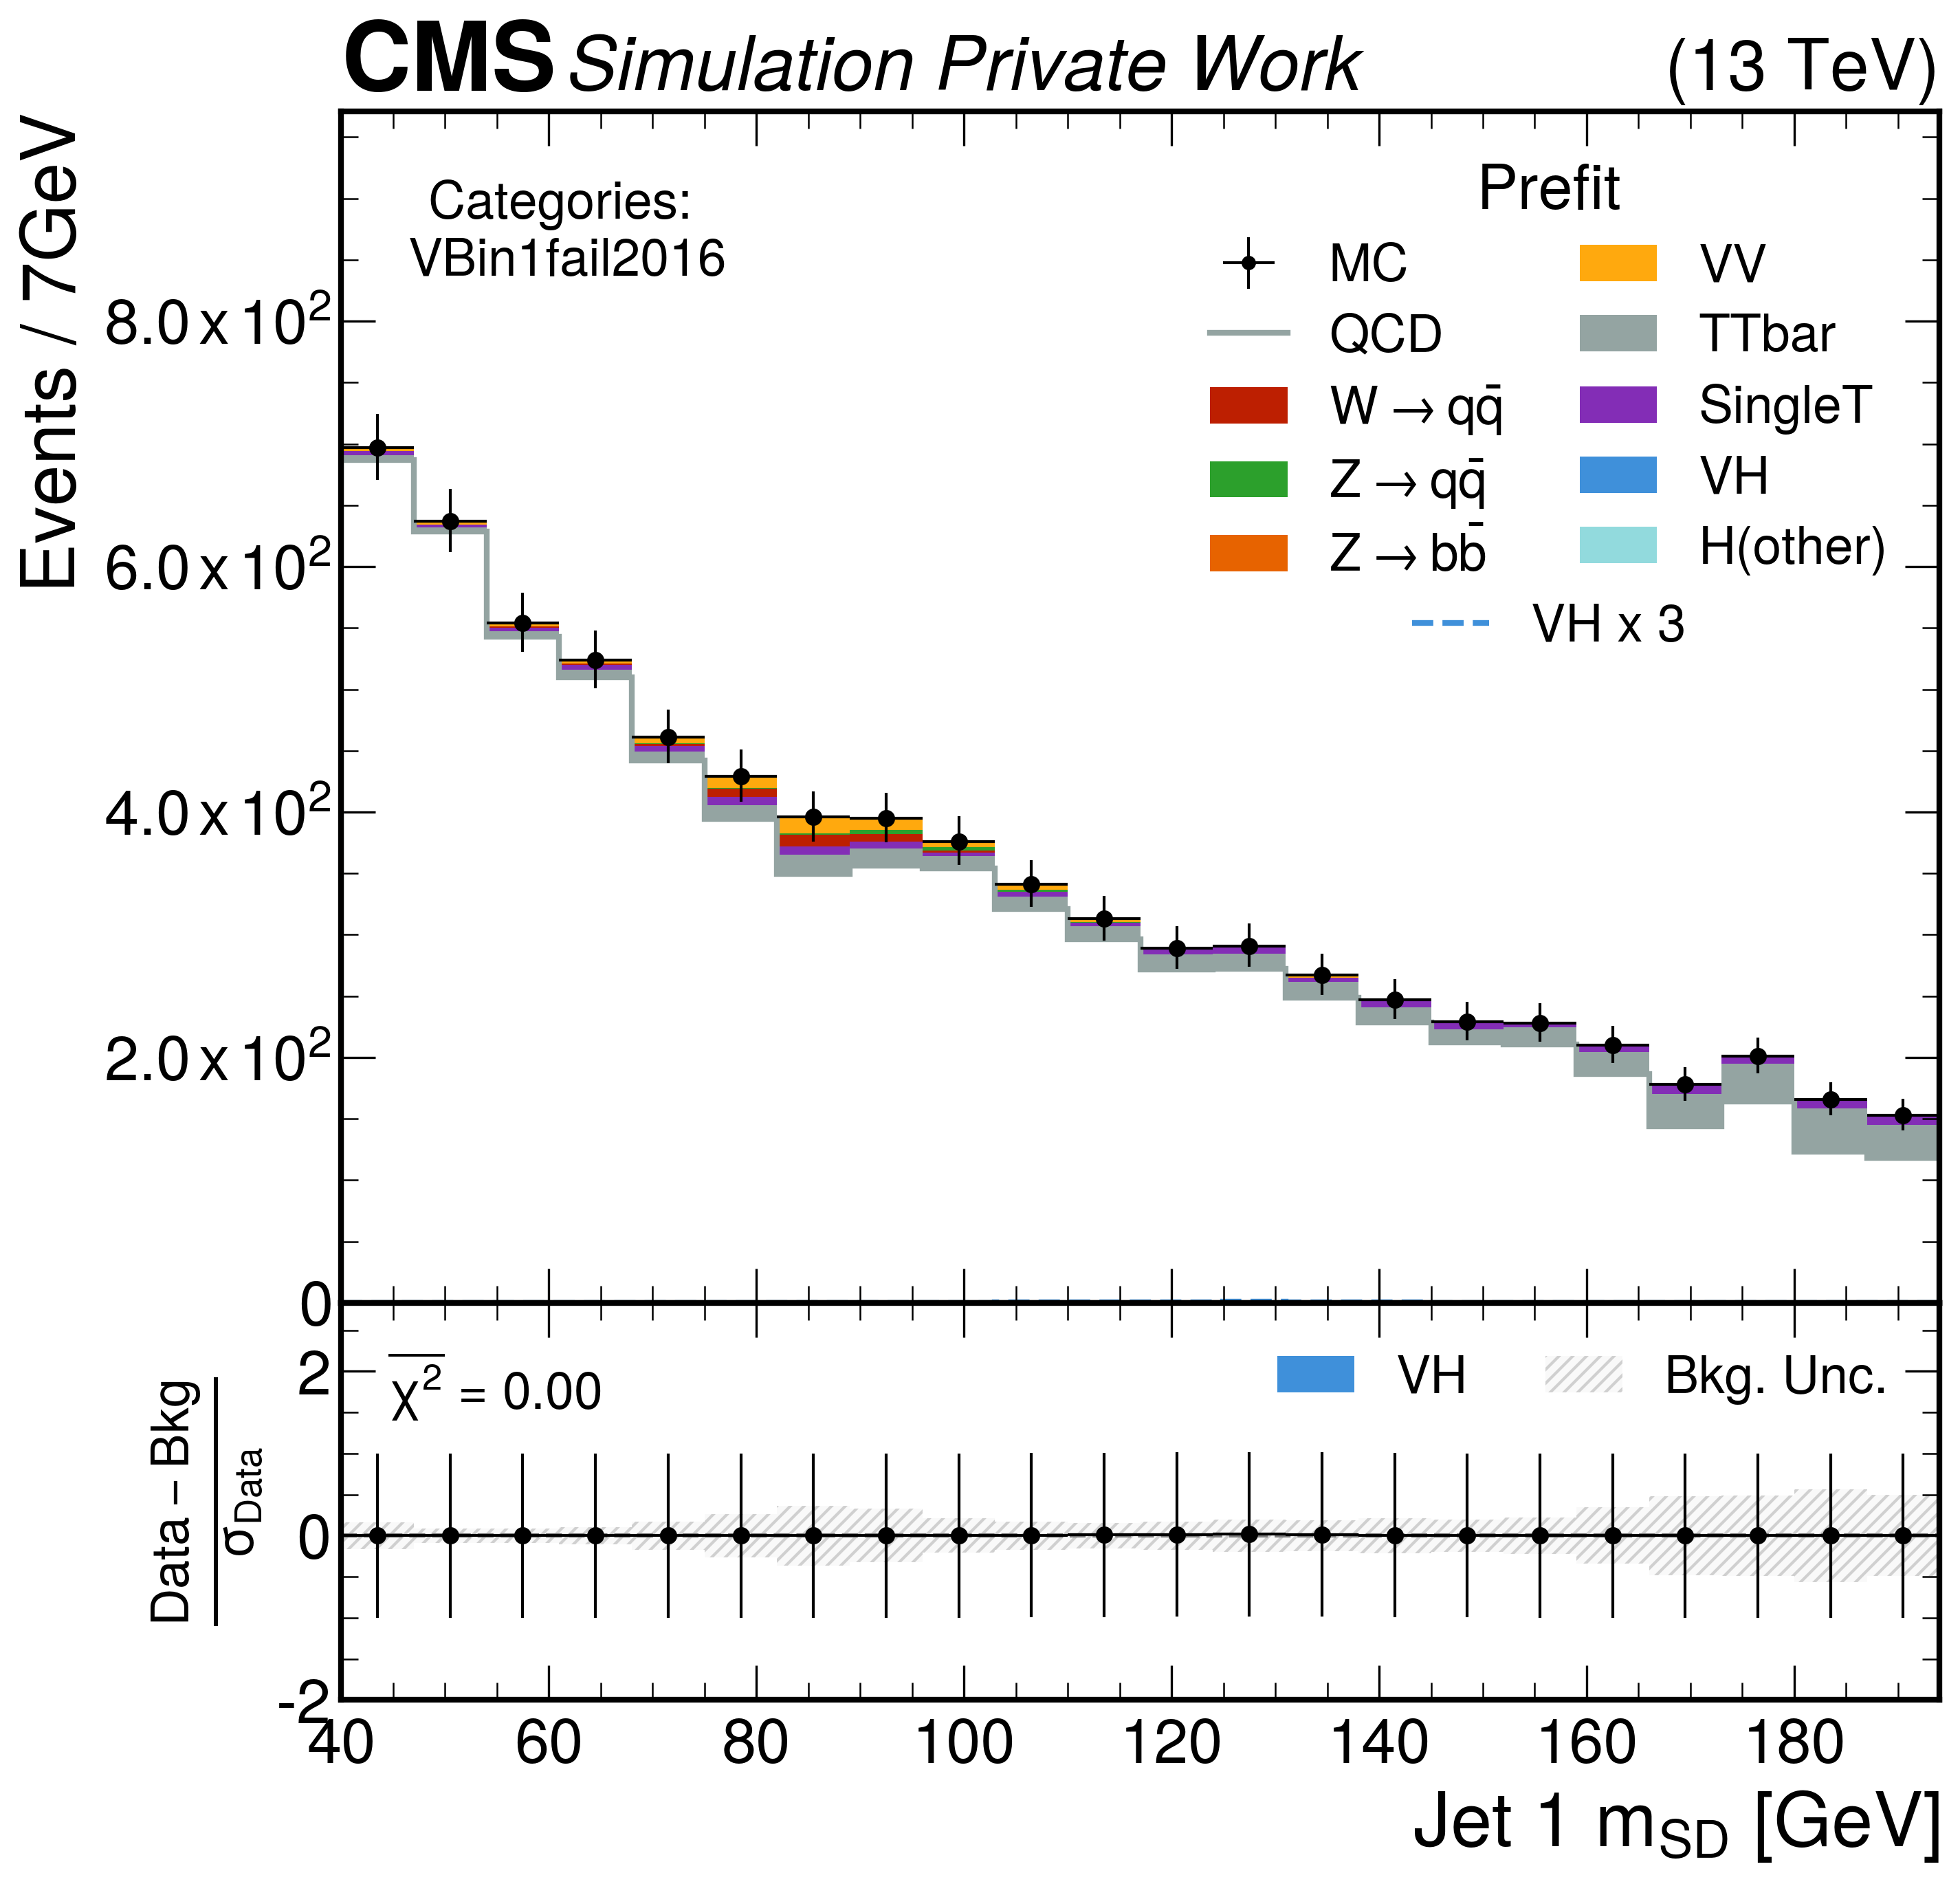 CMS Simulation Private Work (13 TeV)
Events / 7GeV
Categories:
VBin1fail2016
Prefit
MC
QCD
W → qq̄
Z → qq̄
Z → bb̄
VV
TTbar
SingleT
VH
H(other)
VH x 3
8.0 x 10²
6.0 x 10²
4.0 x 10²
2.0 x 10²
0
χ² = 0.00
VH
Bkg. Unc.
Data – Bkg
σData
2
0
-2
40 60 80 100 120 140 160 180
Jet 1 mSD [GeV]